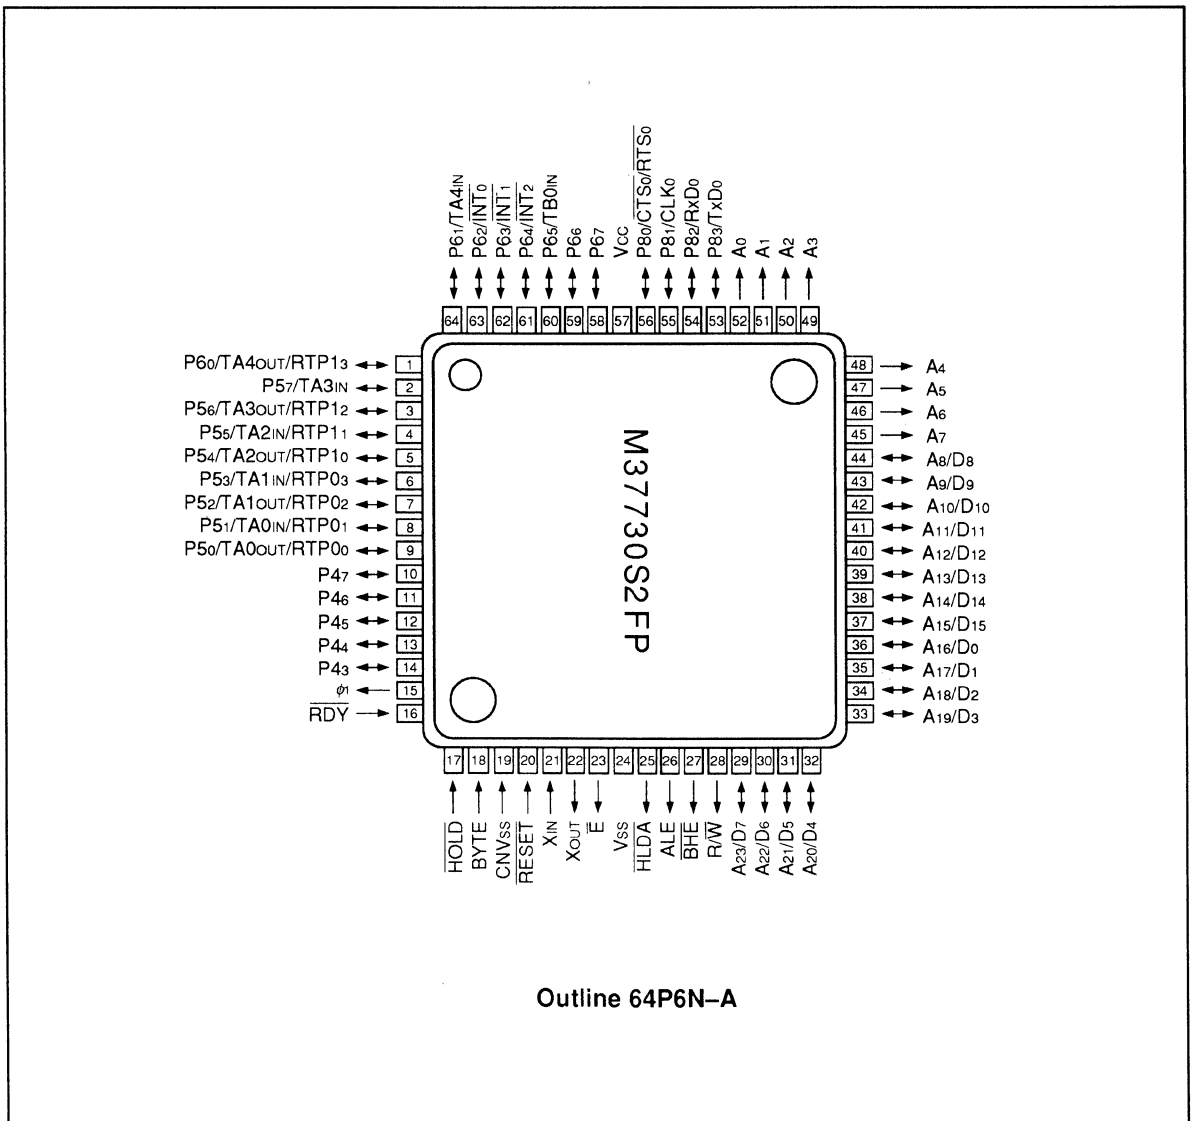 P61/TA4IN
P62/INT0
P63/INT1
P64/INT2
P65/TB0IN
P66
P67
Vcc
P80/CTS0/RTS0
P81/CLK0
P82/RxD0
P83/TxD0
A0
A1
A2
A3
64 63 62 61 60 59 58 57 56 55 54 53 52 51 50 49
P60/TA4OUT/RTP13 1
P57/TA3IN 2
P56/TA3OUT/RTP12 3
P55/TA2IN/RTP11 4
P54/TA2OUT/RTP10 5
P53/TA1IN/RTP03 6
P52/TA1OUT/RTP02 7
P51/TA0IN/RTP01 8
P50/TA0OUT/RTP00 9
P47 10
P46 11
P45 12
P44 13
P43 14
φ1 15
RDY 16
M37730S2FP
48 A4
47 A5
46 A6
45 A7
44 A8/D8
43 A9/D9
42 A10/D10
41 A11/D11
40 A12/D12
39 A13/D13
38 A14/D14
37 A15/D15
36 A16/D0
35 A17/D1
34 A18/D2
33 A19/D3
17 18 19 20 21 22 23 24 25 26 27 28 29 30 31 32
HOLD
BYTE
CNVss
RESET
XIN
XOUT
E
Vss
HLDA
ALE
BHE
R/W
A23/D7
A22/D6
A21/D5
A20/D4
Outline 64P6N–A